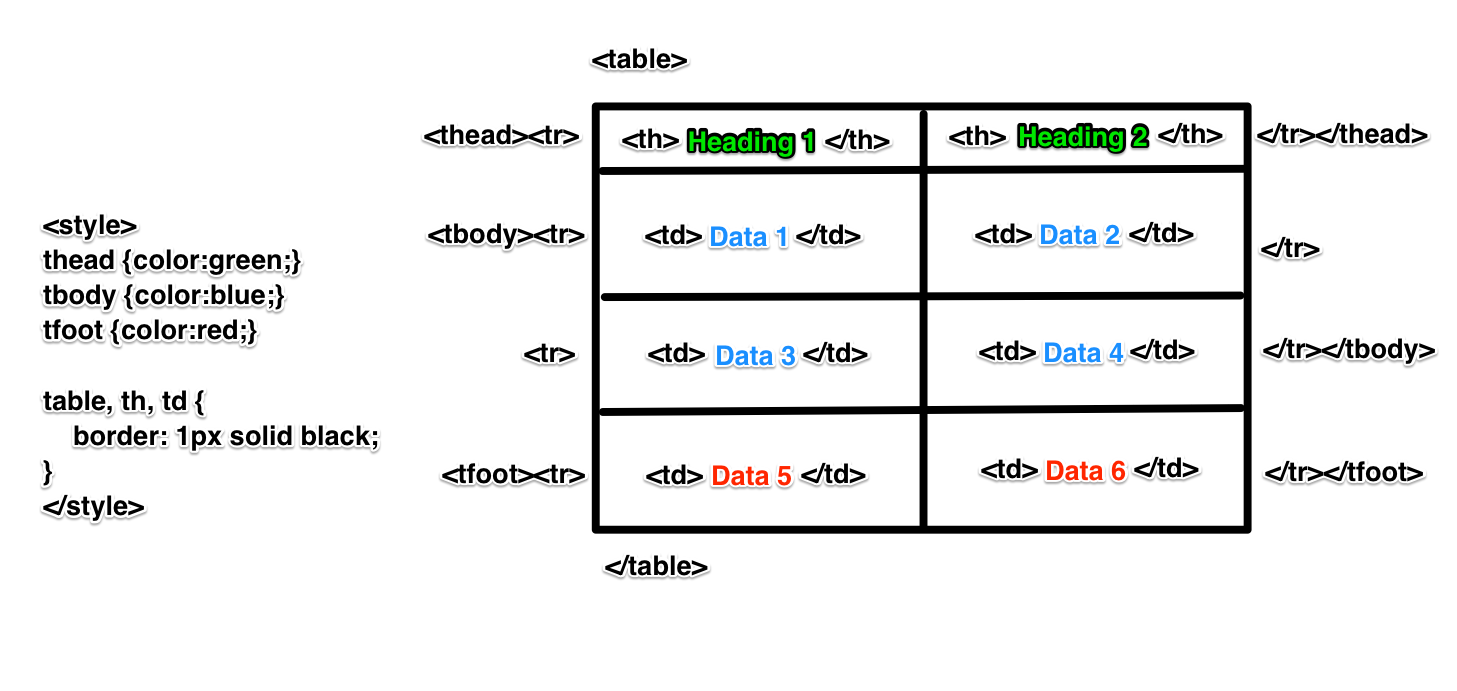 <table>
<thead><tr> <th> Heading 1 </th> <th> Heading 2 </th> </tr></thead>
<tbody><tr> <td> Data 1 </td> <td> Data 2 </td> </tr>
<tr> <td> Data 3 </td> <td> Data 4 </td> </tr></tbody>
<tfoot><tr> <td> Data 5 </td> <td> Data 6 </td> </tr></tfoot>
</table>
<style>
thead {color:green;}
tbody {color:blue;}
tfoot {color:red;}
table, th, td {
border: 1px solid black;
}
</style>